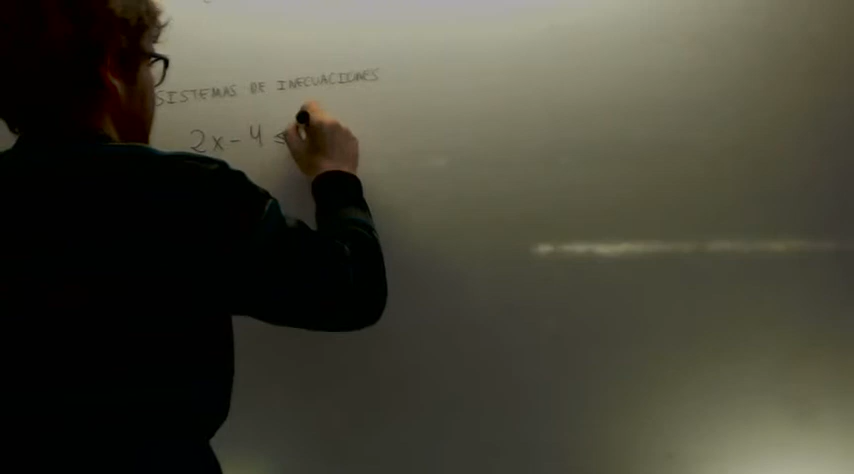 SISTEMAS DE INECUACIONES
2x - 4 ≤